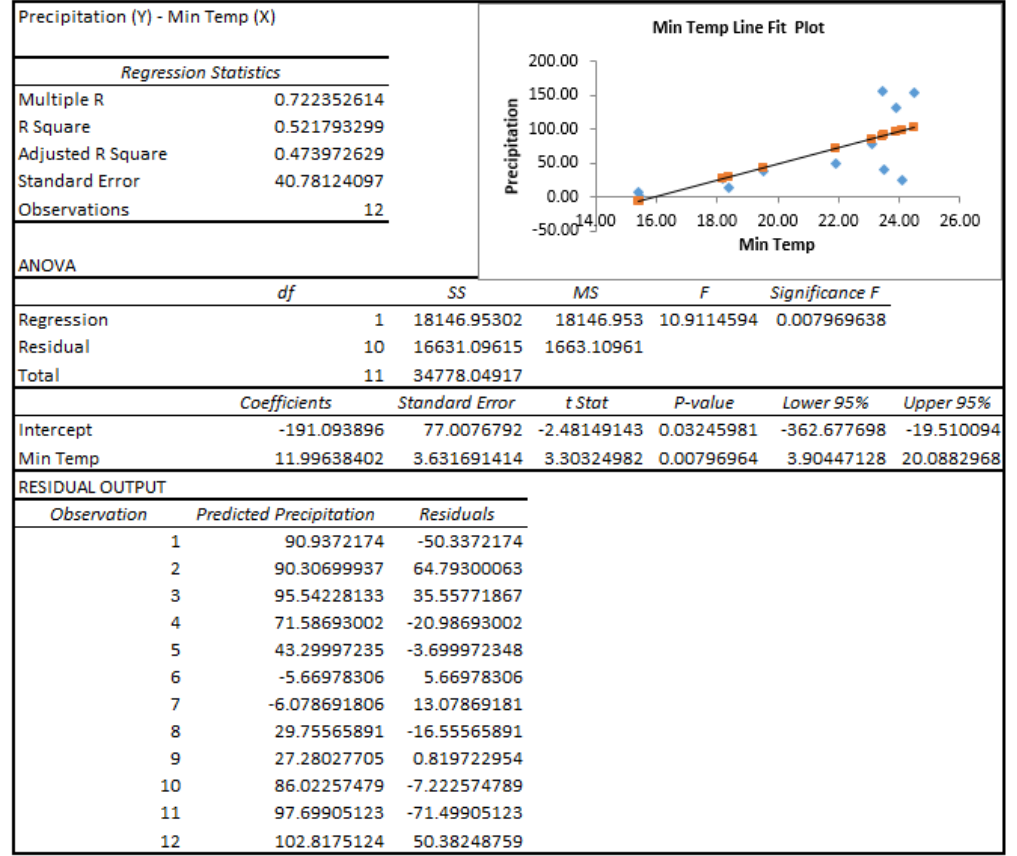 Precipitation (Y) - Min Temp (X)
Regression Statistics
Multiple R 0.722352614
R Square 0.521793299
Adjusted R Square 0.473972629
Standard Error 40.78124097
Observations 12
Min Temp Line Fit Plot
Precipitation
200.00
150.00
100.00
50.00
0.00
-50.00
14.00 16.00 18.00 20.00 22.00 24.00 26.00
Min Temp
ANOVA
df SS MS F Significance F
Regression 1 18146.95302 18146.953 10.9114594 0.007969638
Residual 10 16631.09615 1663.10961
Total 11 34778.04917
Coefficients Standard Error t Stat P-value Lower 95% Upper 95%
Intercept -191.093896 77.0076792 -2.48149143 0.03245981 -362.677698 -19.510094
Min Temp 11.99638402 3.631691414 3.30324982 0.00796964 3.90447128 20.0882968
RESIDUAL OUTPUT
Observation Predicted Precipitation Residuals
1 90.9372174 -50.3372174
2 90.30699937 64.79300063
3 95.54228133 35.55771867
4 71.58693002 -20.98693002
5 43.29997235 -3.699972348
6 -5.66978306 5.66978306
7 -6.078691806 13.07869181
8 29.75565891 -16.55565891
9 27.28027705 0.819722954
10 86.02257479 -7.222574789
11 97.69905123 -71.49905123
12 102.8175124 50.38248759